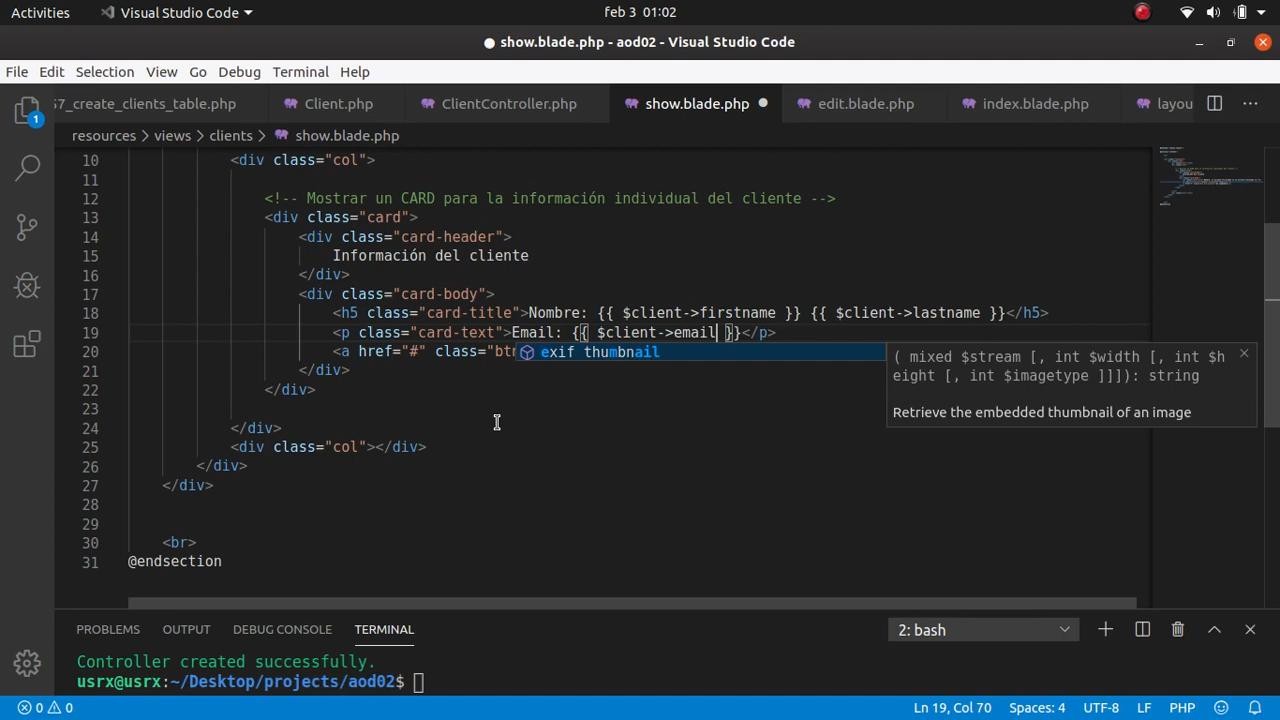 Activities
Visual Studio Code
feb 3 01:02
show.blade.php - aod02 - Visual Studio Code
File Edit Selection View Go Debug Terminal Help
57_create_clients_table.php
Client.php
ClientController.php
show.blade.php
edit.blade.php
index.blade.php
layou
resources > views > clients > show.blade.php
10 <div class="col">
11
12 <!-- Mostrar un CARD para la información individual del cliente -->
13 <div class="card">
14 <div class="card-header">
15 Información del cliente
16 </div>
17 <div class="card-body">
18 <h5 class="card-title">Nombre: {{ $client->firstname }} {{ $client->lastname }}</h5>
19 <p class="card-text">Email: {{ $client->email }}</p>
20 <a href="#" class="btn
exif thumbnail
( mixed $stream [, int $width [, int $h
eight [, int $imagetype ]]]): string
Retrieve the embedded thumbnail of an image
21 </div>
22 </div>
23
24 </div>
25 <div class="col"></div>
26 </div>
27 </div>
28
29
30 <br>
31 @endsection
PROBLEMS OUTPUT DEBUG CONSOLE TERMINAL
2: bash
Controller created successfully.
usrx@usrx:~/Desktop/projects/aod02$
1
0 0
Ln 19, Col 70
Spaces: 4
UTF-8
LF
PHP